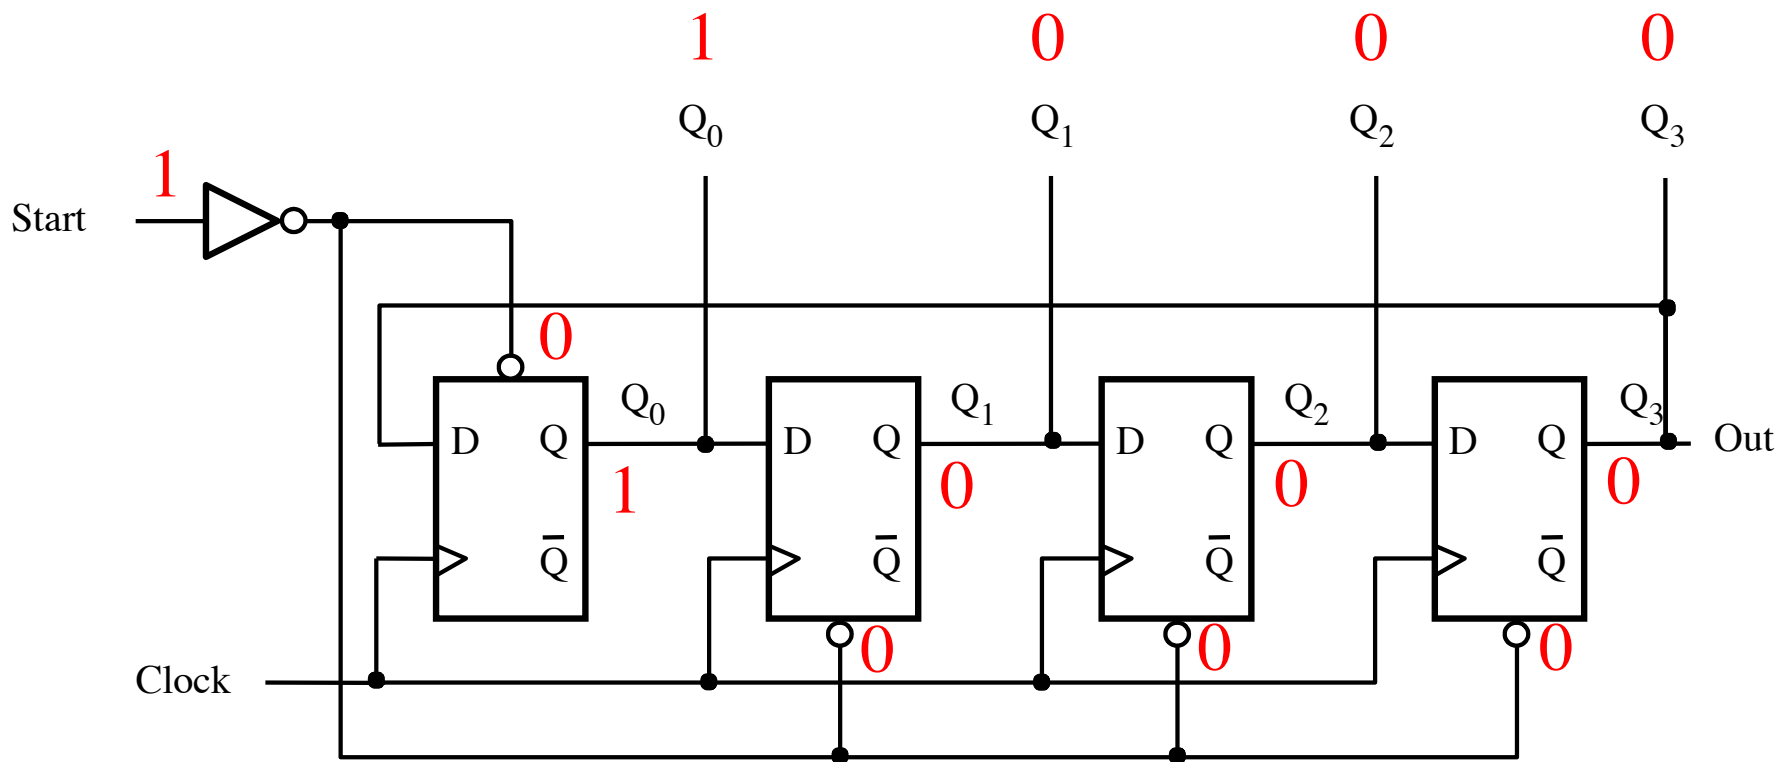 1 0 0 0
Q0 Q1 Q2 Q3
1
Start
0
Q0 Q1 Q2 Q3
D Q D Q D Q D Q Out
1 0 0 0
Q̅ Q̅ Q̅ Q̅
0 0 0
Clock